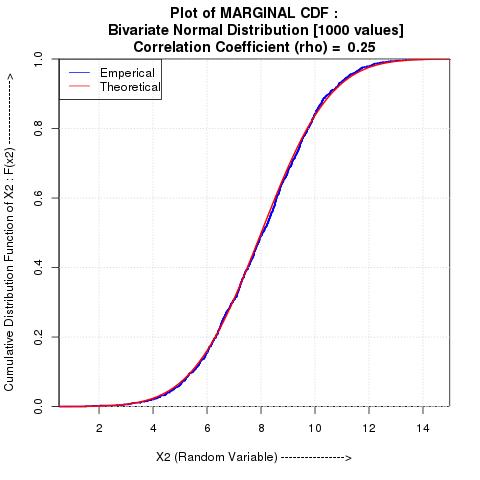 Plot of MARGINAL CDF :
Bivariate Normal Distribution [1000 values]
Correlation Coefficient (rho) = 0.25
Cumulative Distribution Function of X2 : F(x2) ---------------->
Emperical
Theoretical
1.0
0.8
0.6
0.4
0.2
0.0
2 4 6 8 10 12 14
X2 (Random Variable) ---------------->